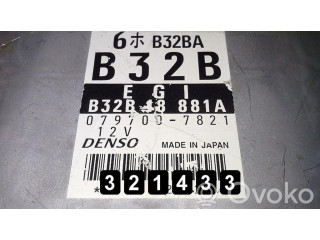 6ホ B32BA
B32B
EGI
B32B 18 881A
079700-7821
12V
DENSO MADE IN JAPAN
321433
ovoko